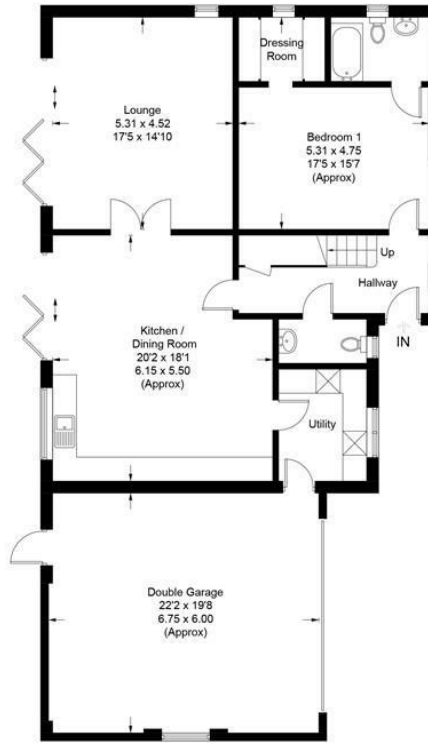 Dressing
Room
Lounge
5.31 x 4.52
17'5 x 14'10
Bedroom 1
5.31 x 4.75
17'5 x 15'7
(Approx)
Up
Hallway
IN
Kitchen /
Dining Room
20'2 x 18'1
6.15 x 5.50
(Approx)
Utility
Double Garage
22'2 x 19'8
6.75 x 6.00
(Approx)